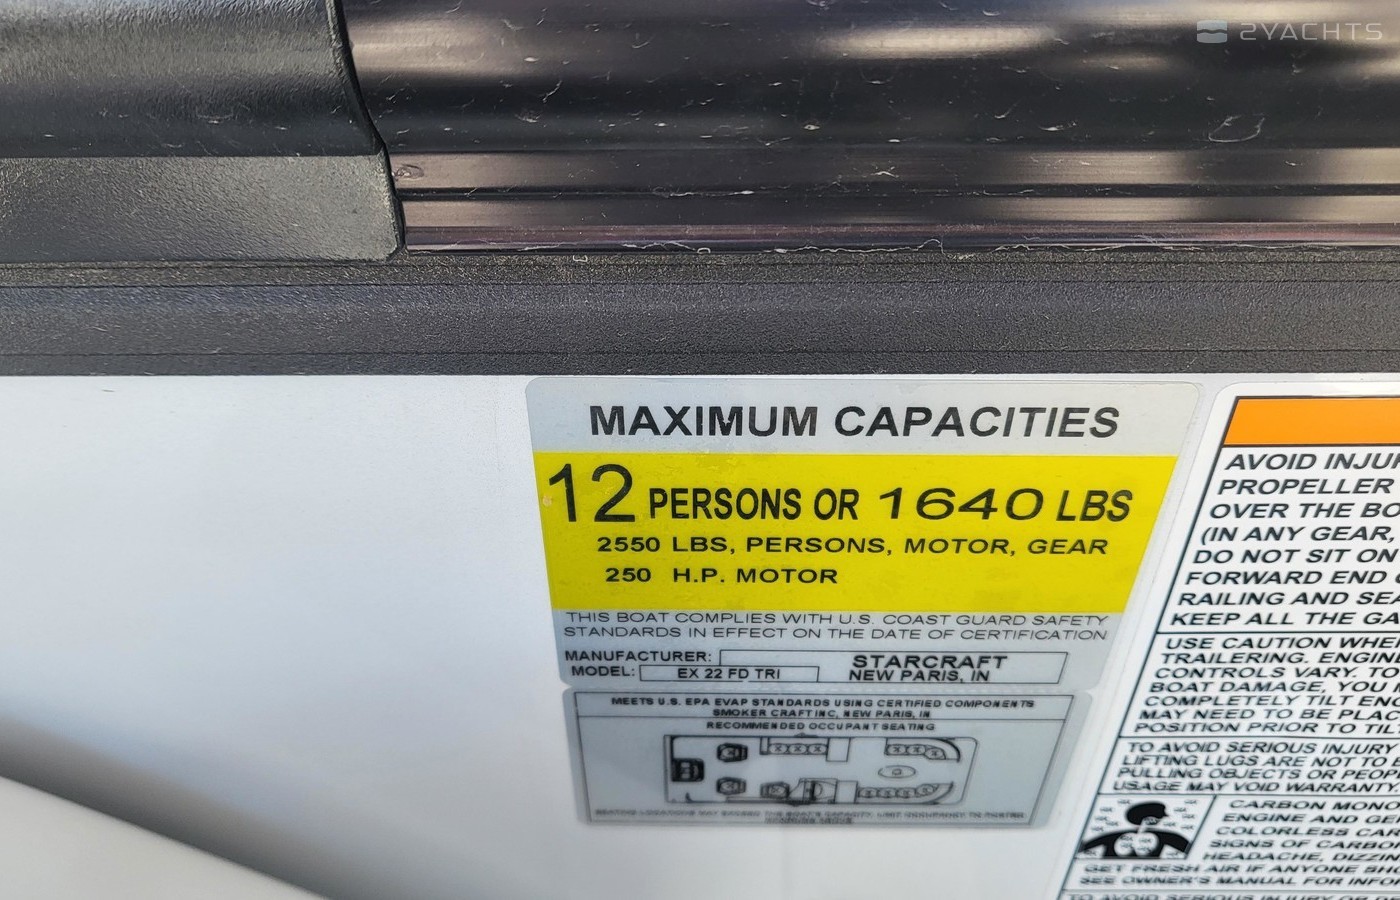 2YACHTS
MAXIMUM CAPACITIES
12 PERSONS OR 1640 LBS
2550 LBS, PERSONS, MOTOR, GEAR
250 H.P. MOTOR
THIS BOAT COMPLIES WITH U.S. COAST GUARD SAFETY
STANDARDS IN EFFECT ON THE DATE OF CERTIFICATION
MANUFACTURER: STARCRAFT
MODEL: EX 22 FD TRI NEW PARIS, IN
MEETS U.S. EPA EVAP STANDARDS USING CERTIFIED COMPONENTS
SMOKER CRAFT INC, NEW PARIS, IN
RECOMMENDED OCCUPANT SEATING
AVOID INJU
PROPELLER
OVER THE BO
(IN ANY GEAR,
DO NOT SIT ON
FORWARD END
RAILING AND SEA
KEEP ALL THE GA
USE CAUTION WHE
TRAILERING. ENGIN
CONTROLS VARY. TO
BOAT DAMAGE, YOU
COMPLETELY TILT ENG
MAY NEED TO BE PLAC
POSITION PRIOR TO TIL
TO AVOID SERIOUS INJURY
LIFTING LUGS ARE NOT TO B
PULLING OBJECTS OR PEOP
USAGE MAY VOID WARRANTY
CARBON MONO
ENGINE AND GE
COLORLESS CAR
SIGNS OF CARBO
HEADACHE, DIZZIN
GET FRESH AIR IF ANYONE SHO
SEE OWNER'S MANUAL FOR INFO
TO AVOID SERIOUS INJURY OR